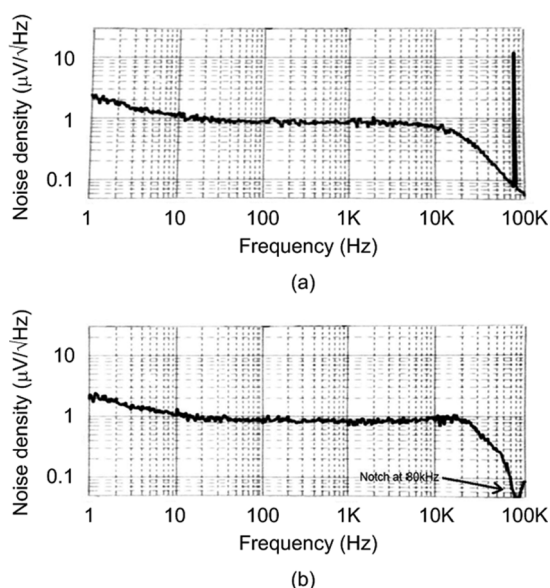 (a)
10
1
0.1
Noise density (µV/√Hz)
1 10 100 1K 10K 100K
Frequency (Hz)
(a)
10
1
0.1
Noise density (µV/√Hz)
Notch at 80kHz
1 10 100 1K 10K 100K
Frequency (Hz)
(b)